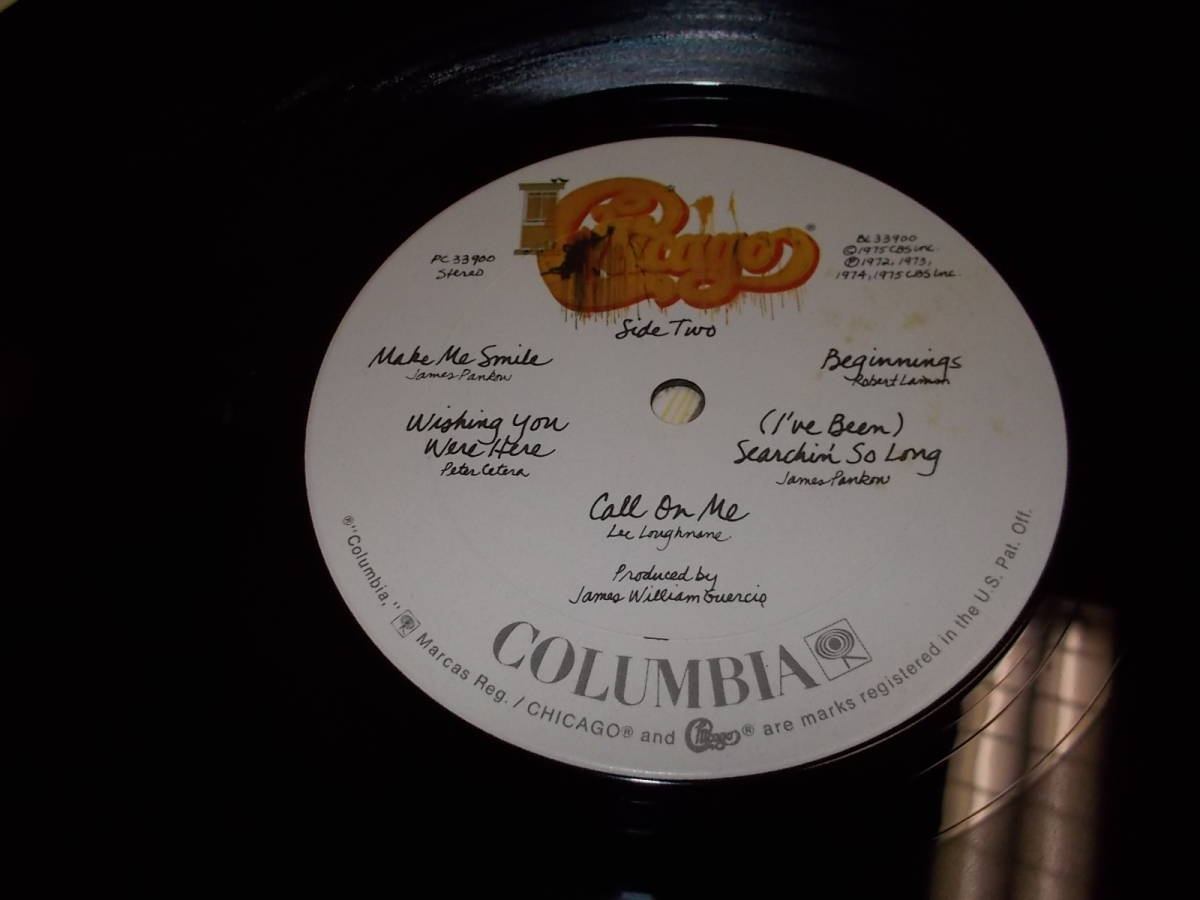 Chicago®
PC 33900
Stereo
BL 33900
©1975 CBS Inc.
℗1972, 1973,
1974, 1975 CBS Inc.
Side Two
Make Me Smile
James Pankow
Beginnings
Robert Lamm
Wishing You
Were Here
Peter Cetera
(I've Been)
Searchin' So Long
James Pankow
Call On Me
Lee Loughnane
Produced by
James William Guercio
COLUMBIA
®"Columbia," Marcas Reg. / CHICAGO® and Chicago® are marks registered in the U.S. Pat. Off.